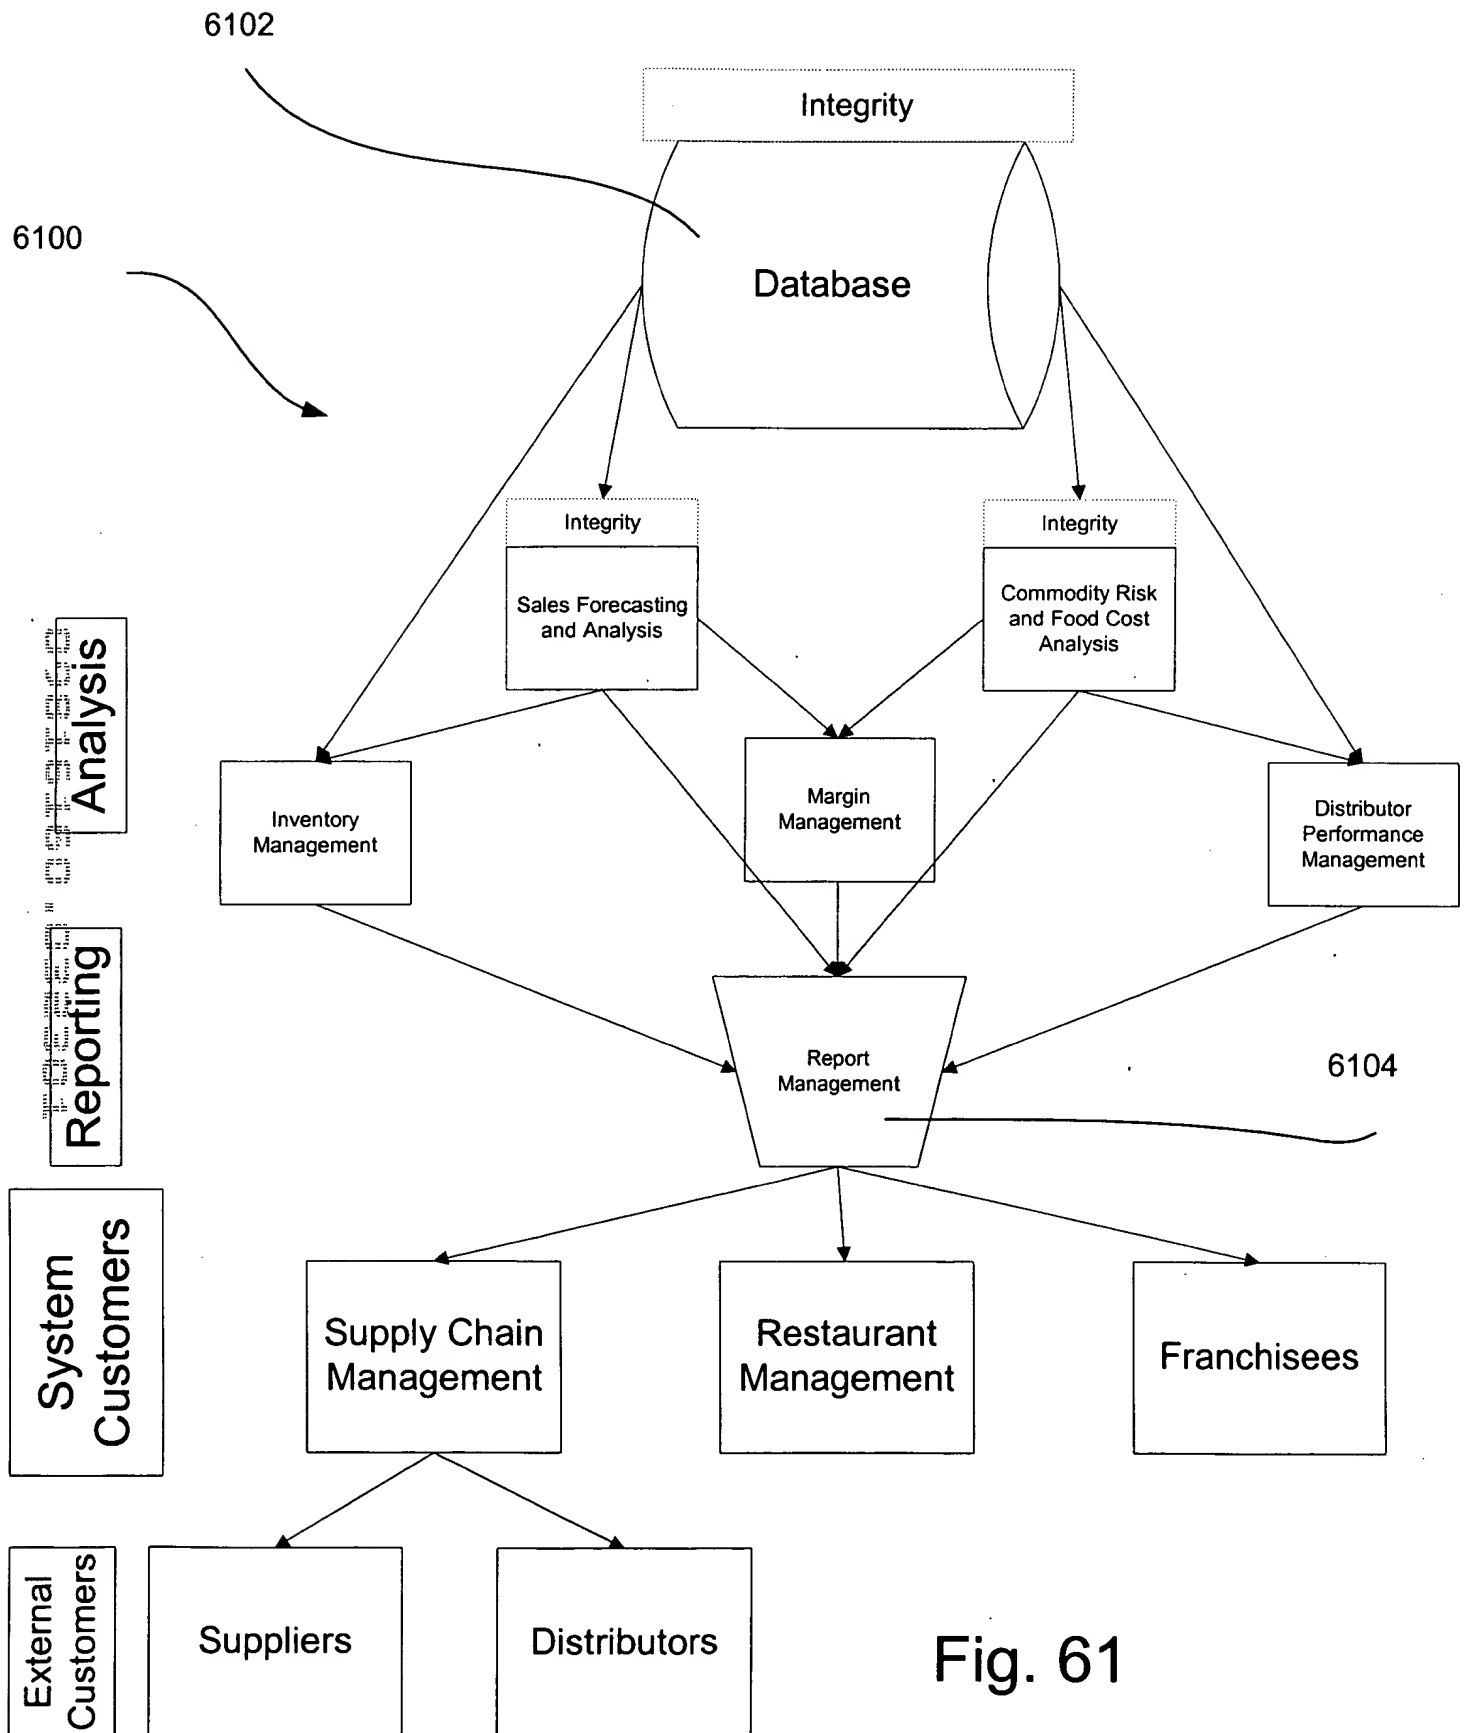 6102
Integrity
6100
Database
Integrity
Integrity
Sales Forecasting
and Analysis
Commodity Risk
and Food Cost
Analysis
Analysis
Inventory
Management
Margin
Management
Distributor
Performance
Management
Reporting
Report
Management
6104
System
Customers
Supply Chain
Management
Restaurant
Management
Franchisees
External
Customers
Suppliers
Distributors
Fig. 61